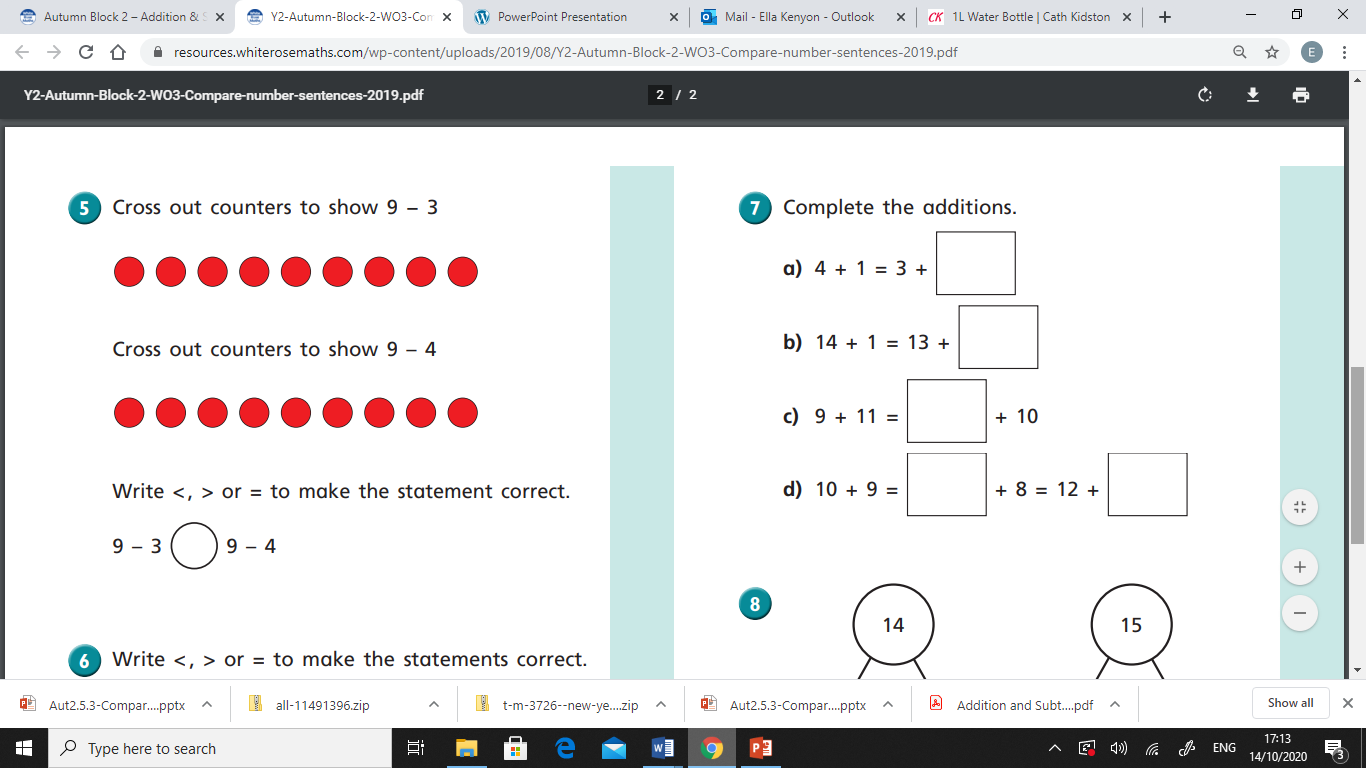 Autumn Block 2 – Addition & S
Y2-Autumn-Block-2-WO3-Con
PowerPoint Presentation
Mail - Ella Kenyon - Outlook
CK 1L Water Bottle | Cath Kidston
resources.whiterosemaths.com/wp-content/uploads/2019/08/Y2-Autumn-Block-2-WO3-Compare-number-sentences-2019.pdf
E
Y2-Autumn-Block-2-WO3-Compare-number-sentences-2019.pdf
2 / 2
5 Cross out counters to show 9 – 3
Cross out counters to show 9 – 4
Write <, > or = to make the statement correct.
9 – 3 9 – 4
6 Write <, > or = to make the statements correct.
7 Complete the additions.
a) 4 + 1 = 3 +
b) 14 + 1 = 13 +
c) 9 + 11 = + 10
d) 10 + 9 = + 8 = 12 +
8
14 15
Aut2.5.3-Compar....pptx
all-11491396.zip
t-m-3726--new-ye....zip
Aut2.5.3-Compar....pptx
Addition and Subt....pdf
Show all
Type here to search
ENG
17:13
14/10/2020
3